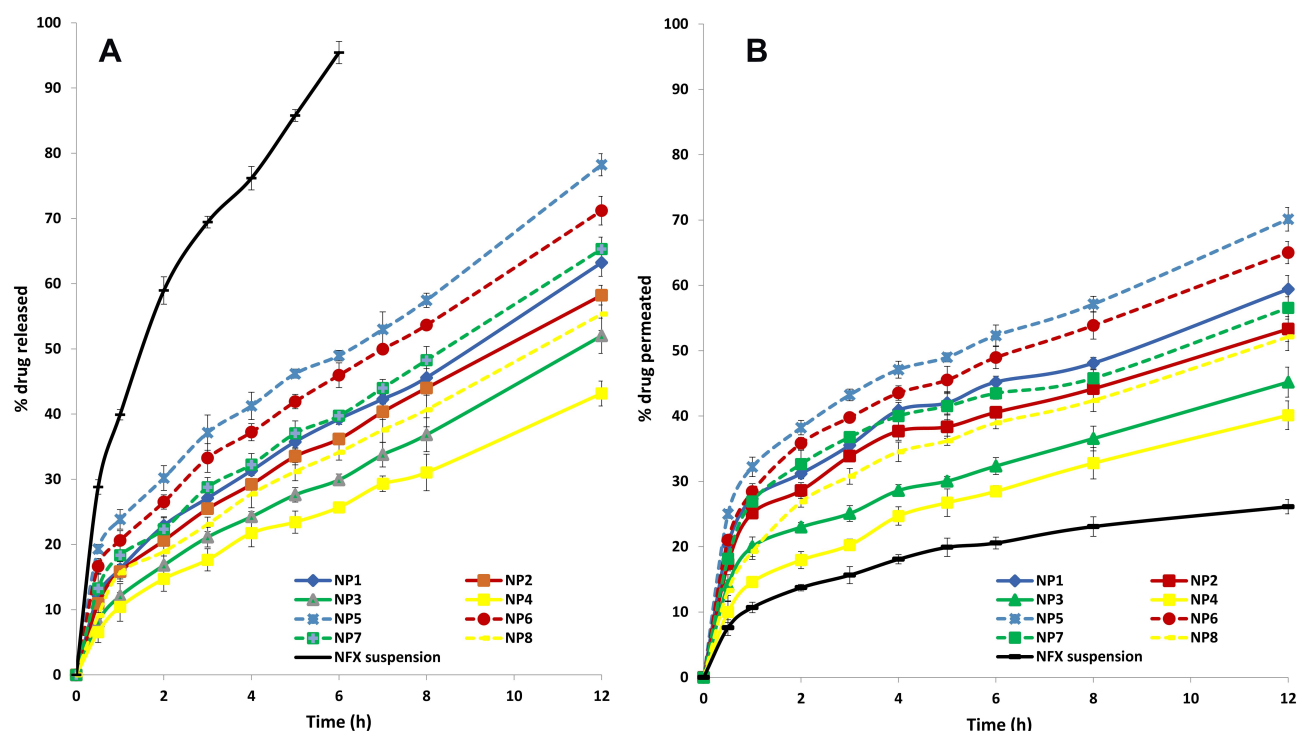 A
% drug released
100
90
80
70
60
50
40
30
20
10
0
0 2 4 6 8 10 12
Time (h)
NP1 NP2
NP3 NP4
NP5 NP6
NP7 NP8
NFX suspension
B
% drug permeated
100
90
80
70
60
50
40
30
20
10
0
0 2 4 6 8 10 12
Time (h)
NP1 NP2
NP3 NP4
NP5 NP6
NP7 NP8
NFX suspension